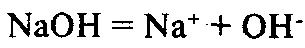 NaOH = Na⁺ + OH⁻